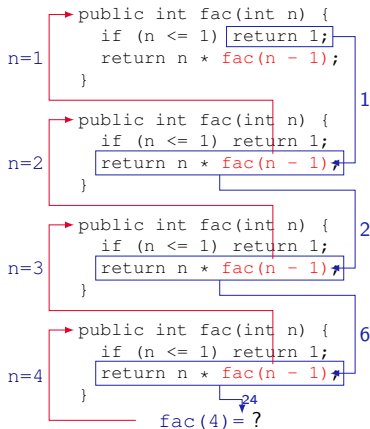 public int fac(int n) {
if (n <= 1) return 1;
n=1
return n * fac(n - 1);
}
1
public int fac(int n) {
if (n <= 1) return 1;
n=2
return n * fac(n - 1);
}
2
public int fac(int n) {
if (n <= 1) return 1;
n=3
return n * fac(n - 1);
}
6
public int fac(int n) {
if (n <= 1) return 1;
n=4
return n * fac(n - 1);
}
24
fac(4)= ?